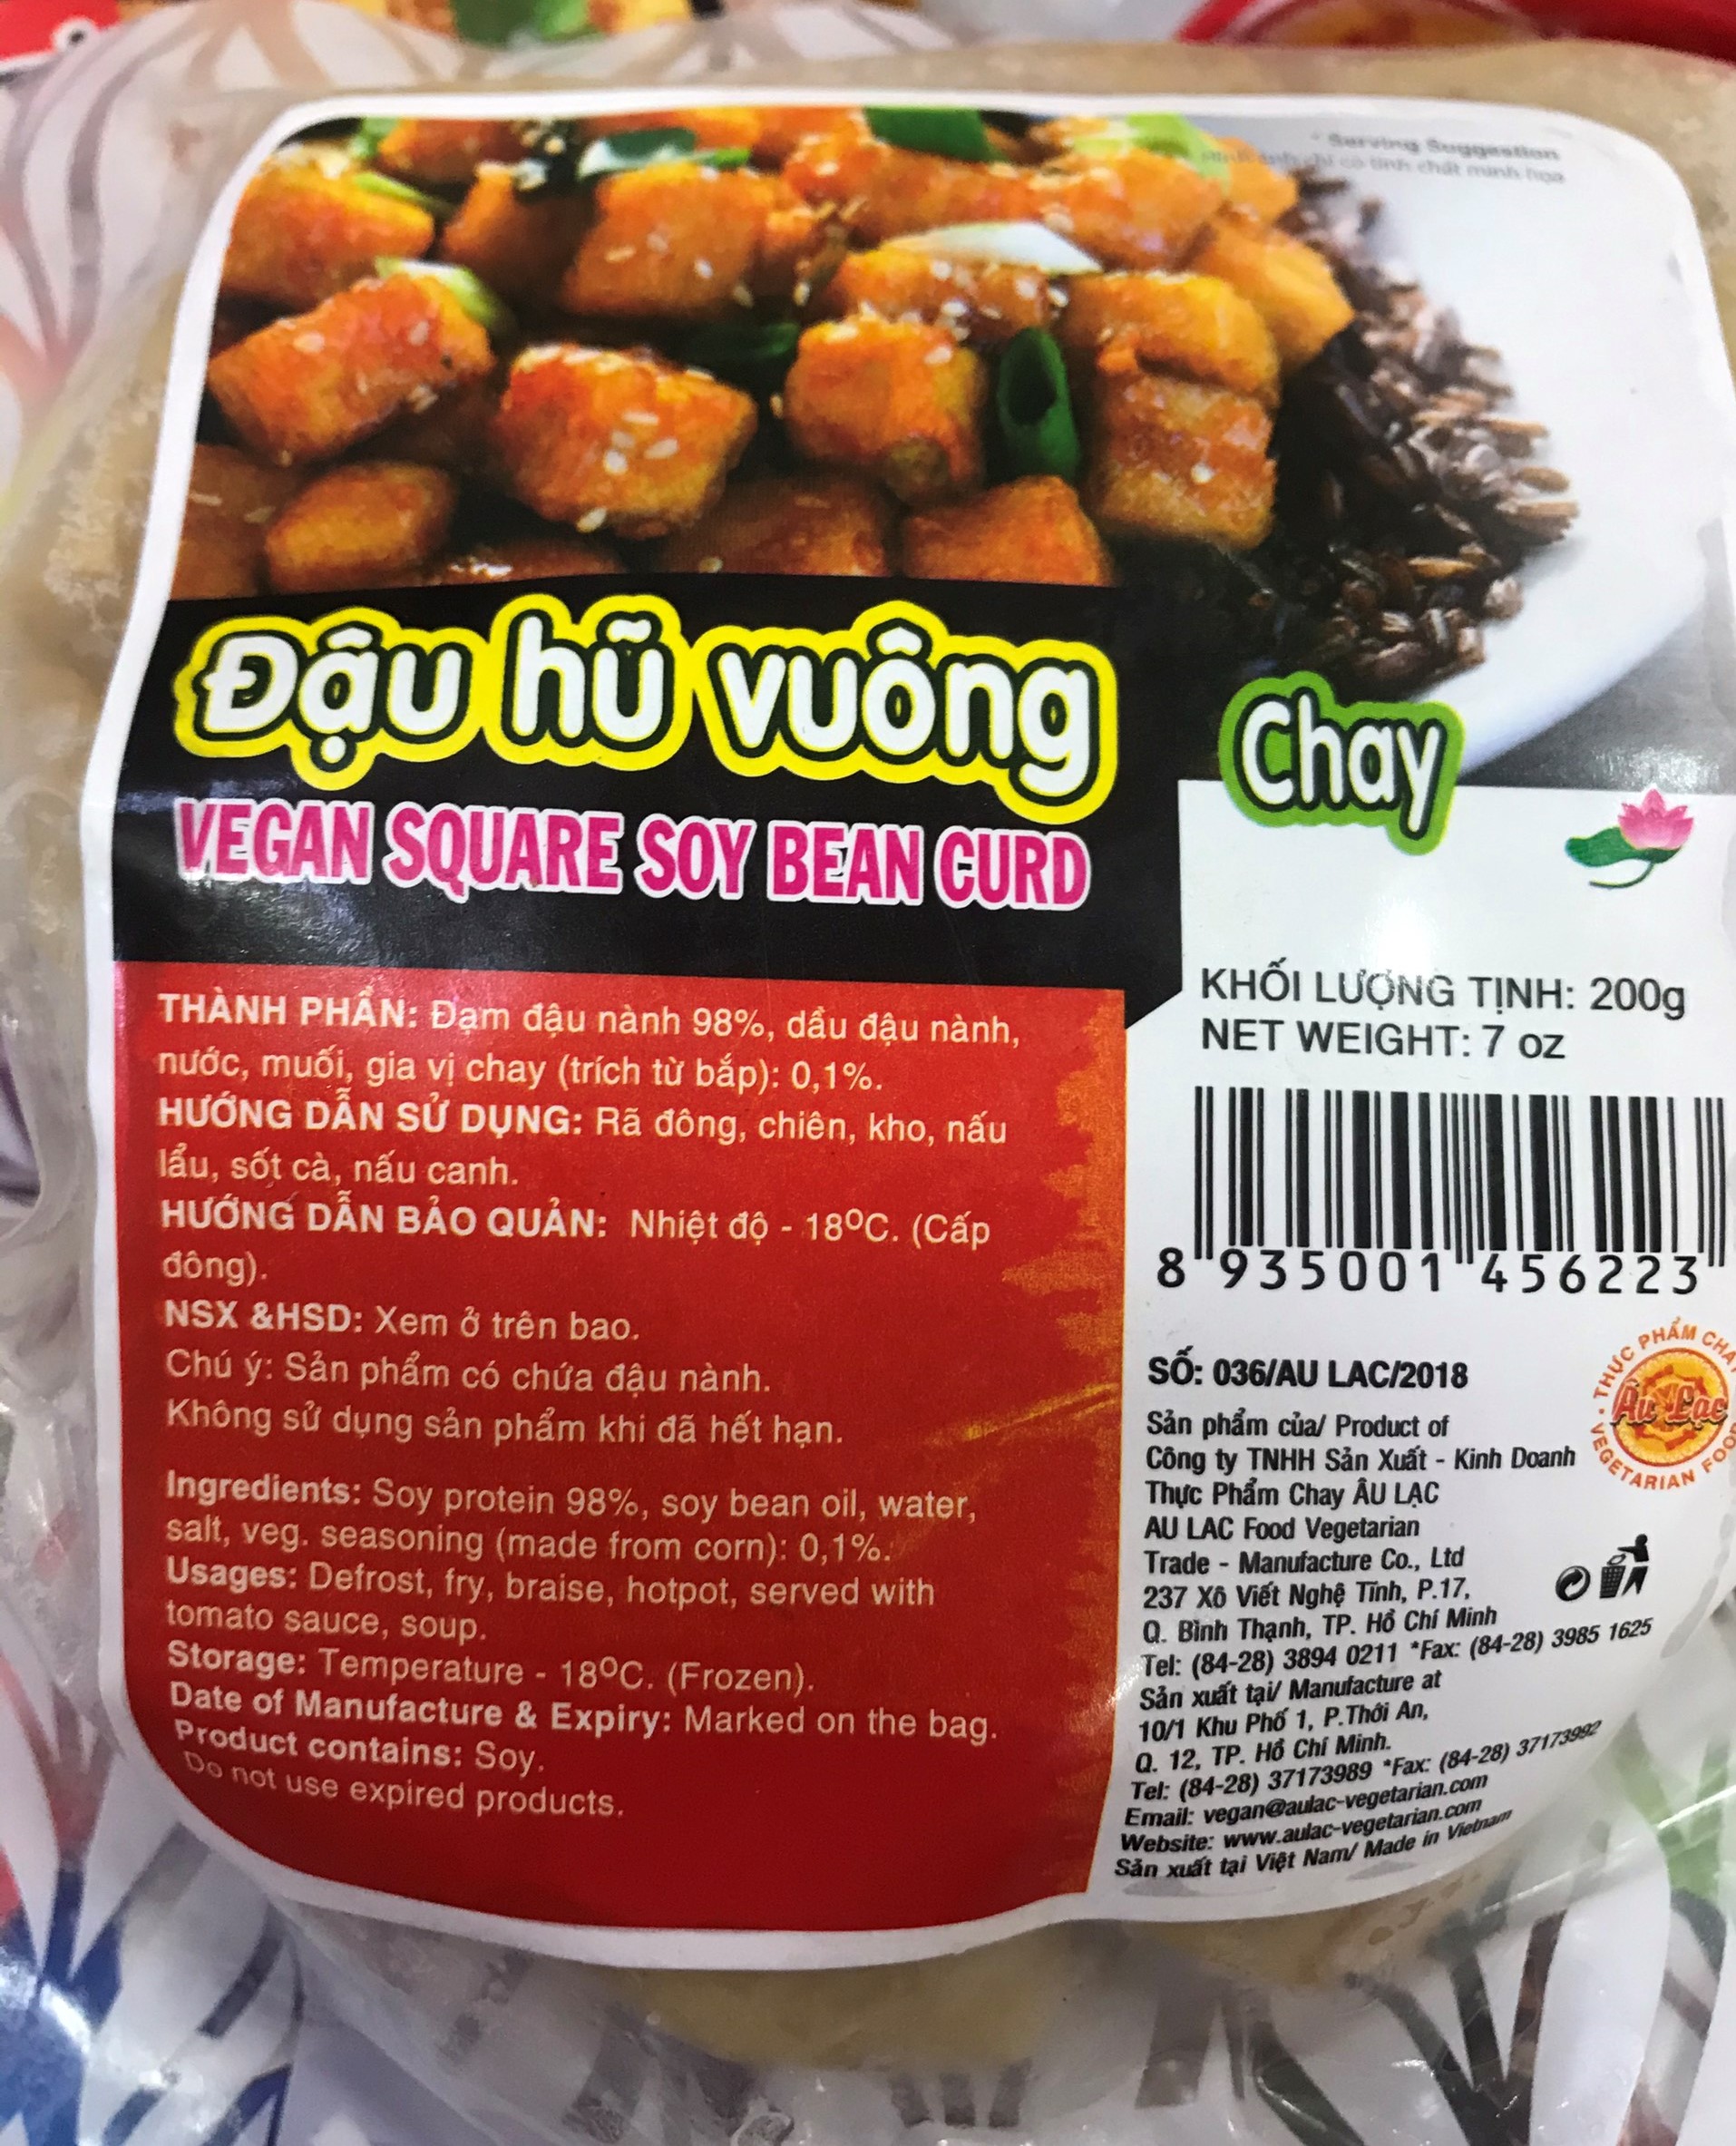 * Serving Suggestion
Hình ảnh chỉ có tính chất minh họa
Đậu hũ vuông
Chay
VEGAN SQUARE SOY BEAN CURD
THÀNH PHẦN: Đạm đậu nành 98%, dầu đậu nành,
nước, muối, gia vị chay (trích từ bắp): 0,1%.
HƯỚNG DẪN SỬ DỤNG: Rã đông, chiên, kho, nấu
lẩu, sốt cà, nấu canh.
HƯỚNG DẪN BẢO QUẢN: Nhiệt độ - 18ºC. (Cấp
đông).
NSX &HSD: Xem ở trên bao.
Chú ý: Sản phẩm có chứa đậu nành.
Không sử dụng sản phẩm khi đã hết hạn.
Ingredients: Soy protein 98%, soy bean oil, water,
salt, veg. seasoning (made from corn): 0,1%.
Usages: Defrost, fry, braise, hotpot, served with
tomato sauce, soup.
Storage: Temperature - 18ºC. (Frozen).
Date of Manufacture & Expiry: Marked on the bag.
Product contains: Soy.
Do not use expired products.
KHỐI LƯỢNG TỊNH: 200g
NET WEIGHT: 7 oz
8 935001 456223
SỐ: 036/AU LAC/2018
THỰC PHẨM CHAY
Âu Lạc
VEGETARIAN FOOD
Sản phẩm của/ Product of
Công ty TNHH Sản Xuất - Kinh Doanh
Thực Phẩm Chay ÂU LẠC
AU LAC Food Vegetarian
Trade - Manufacture Co., Ltd
237 Xô Viết Nghệ Tĩnh, P.17,
Q. Bình Thạnh, TP. Hồ Chí Minh
Tel: (84-28) 3894 0211 *Fax: (84-28) 3985 1625
Sản xuất tại/ Manufacture at
10/1 Khu Phố 1, P.Thới An,
Q. 12, TP. Hồ Chí Minh.
Tel: (84-28) 37173989 *Fax: (84-28) 37173992
Email: vegan@aulac-vegetarian.com
Website: www.aulac-vegetarian.com
Sản xuất tại Việt Nam/ Made in Vietnam